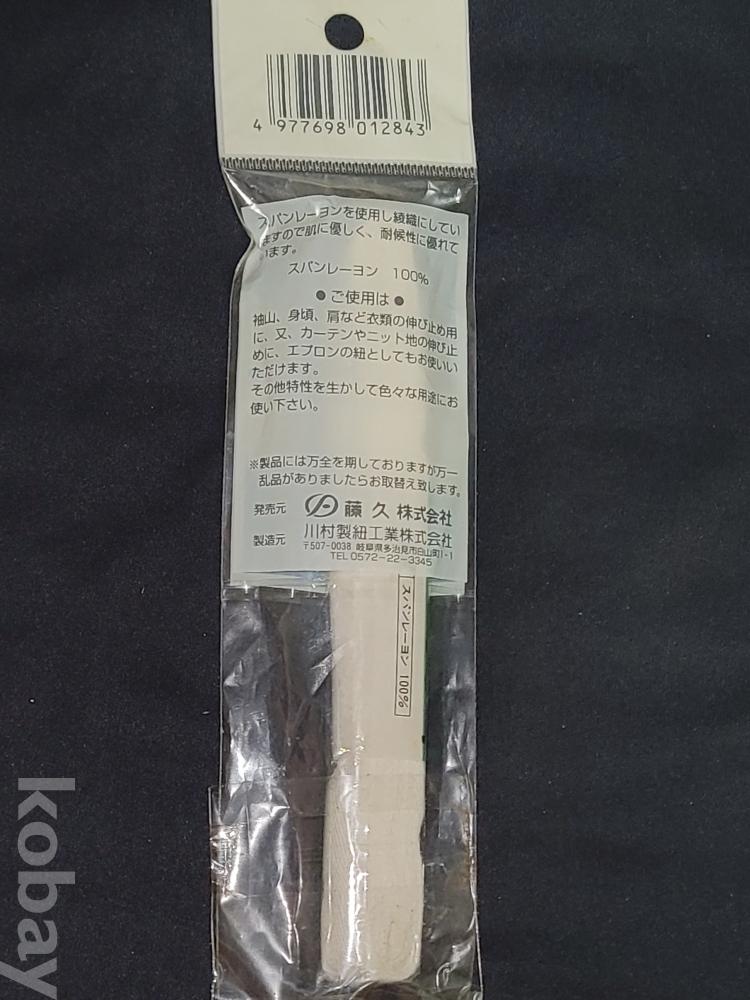 4 977698 012843
スパンレーヨンを使用し綾織にしてい
ますので肌に優しく、耐候性に優れて
います。
スパンレーヨン 100%
●ご使用は●
袖山、身頃、肩など衣類の伸び止め用
に、又、カーテンやニット地の伸び止
めに、エプロンの紐としてもお使いい
ただけます。
その他特性を生かして色々な用途にお
使い下さい。
※製品には万全を期しておりますが万一
乱品がありましたらお取替え致します。
発売元 藤久株式会社
製造元 川村製紐工業株式会社
〒507-0038 岐阜県多治見市白山町1-1
TEL 0572-22-3345
スパンレーヨン 100%
kobay